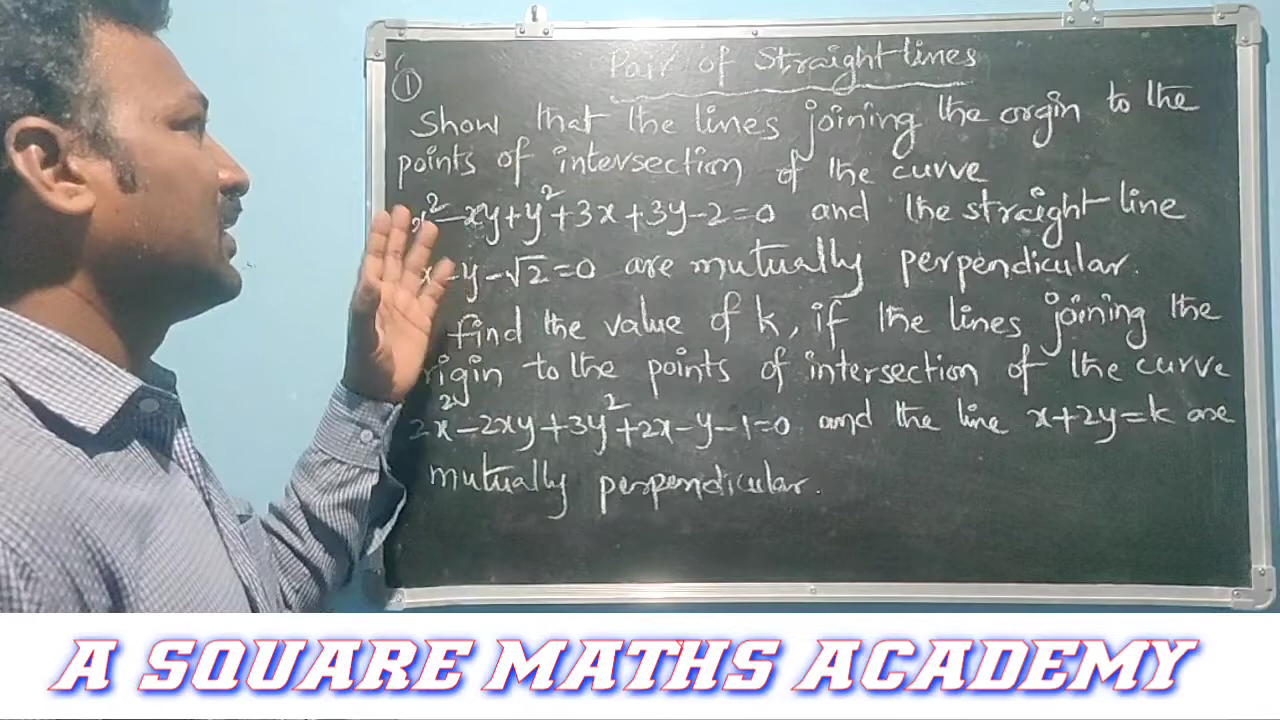 Pair of Straight lines
①
Show that the lines joining the orgin to the
points of intersection of the curve
x²-xy+y²+3x+3y-2=0 and the straight line
x-y-√2=0 are mutually perpendicular.
find the value of k, if the lines joining the
rigin to the points of intersection of the curve
2x²-2xy+3y²+2x-y-1=0 and the line x+2y=k are
mutually perpendicular.
A SQUARE MATHS ACADEMY